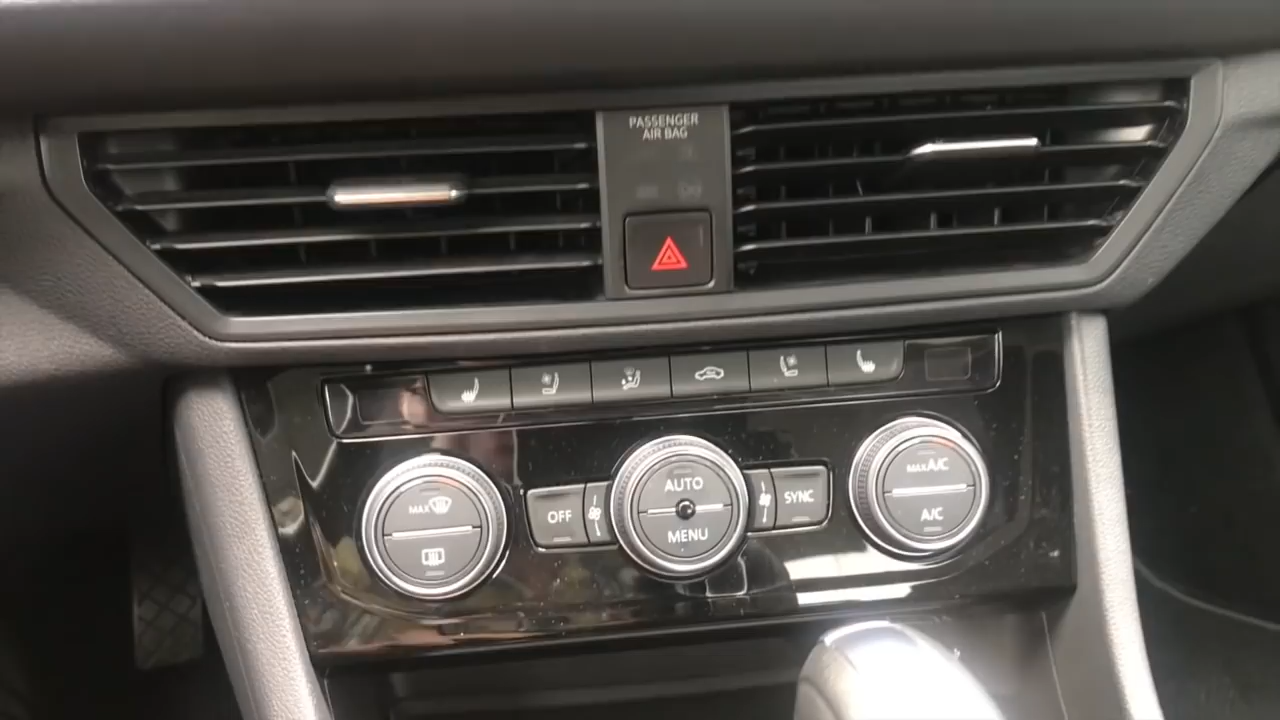 PASSENGER
AIR BAG
MAX
OFF
AUTO
MENU
SYNC
MAX A/C
A/C